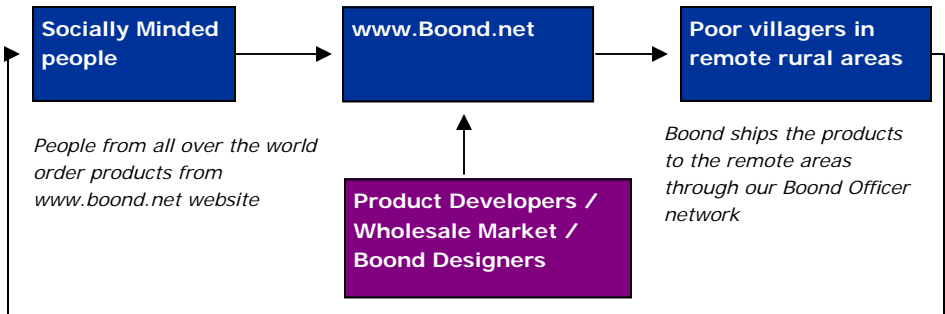 Socially Minded
people
www.Boond.net
Poor villagers in
remote rural areas
People from all over the world
order products from
www.boond.net website
Boond ships the products
to the remote areas
through our Boond Officer
network
Product Developers /
Wholesale Market /
Boond Designers